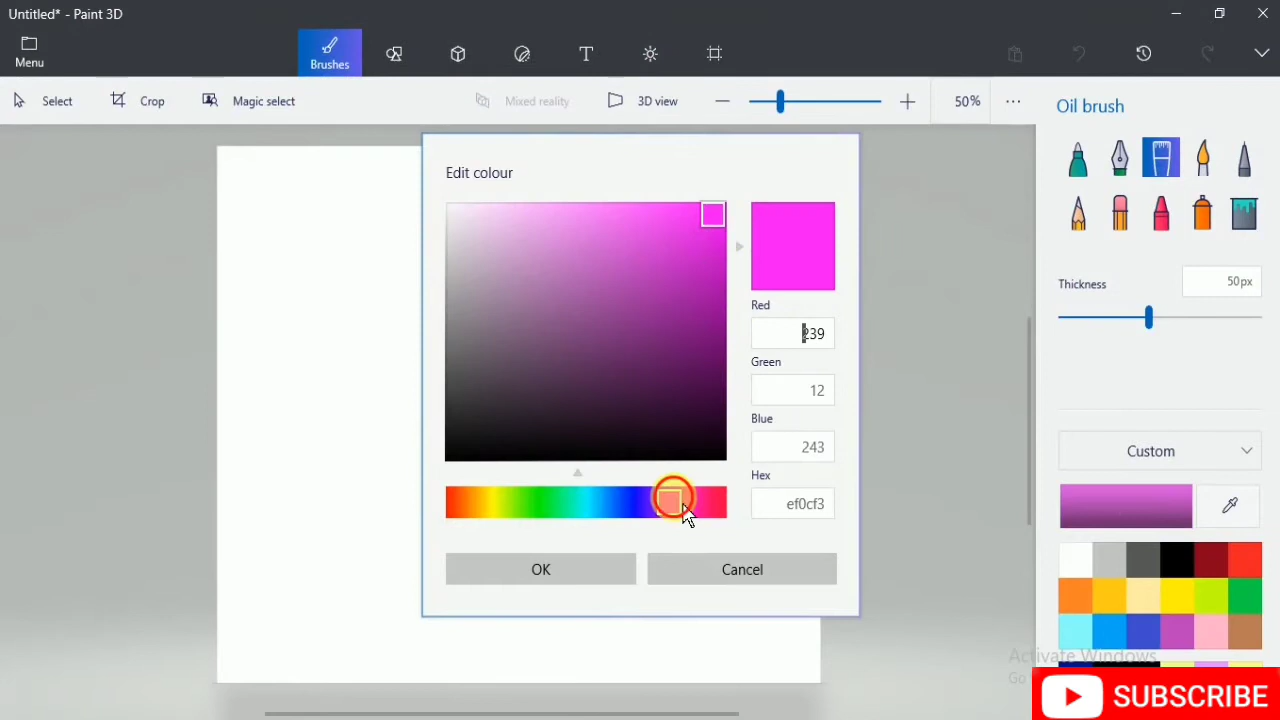 Untitled* - Paint 3D
Menu
Brushes
Select
Crop
Magic select
Mixed reality
3D view
50%
Oil brush
Edit colour
Thickness
50px
Red
239
Green
12
Blue
243
Hex
ef0cf3
Custom
OK
Cancel
Activate Windows
Go
SUBSCRIBE